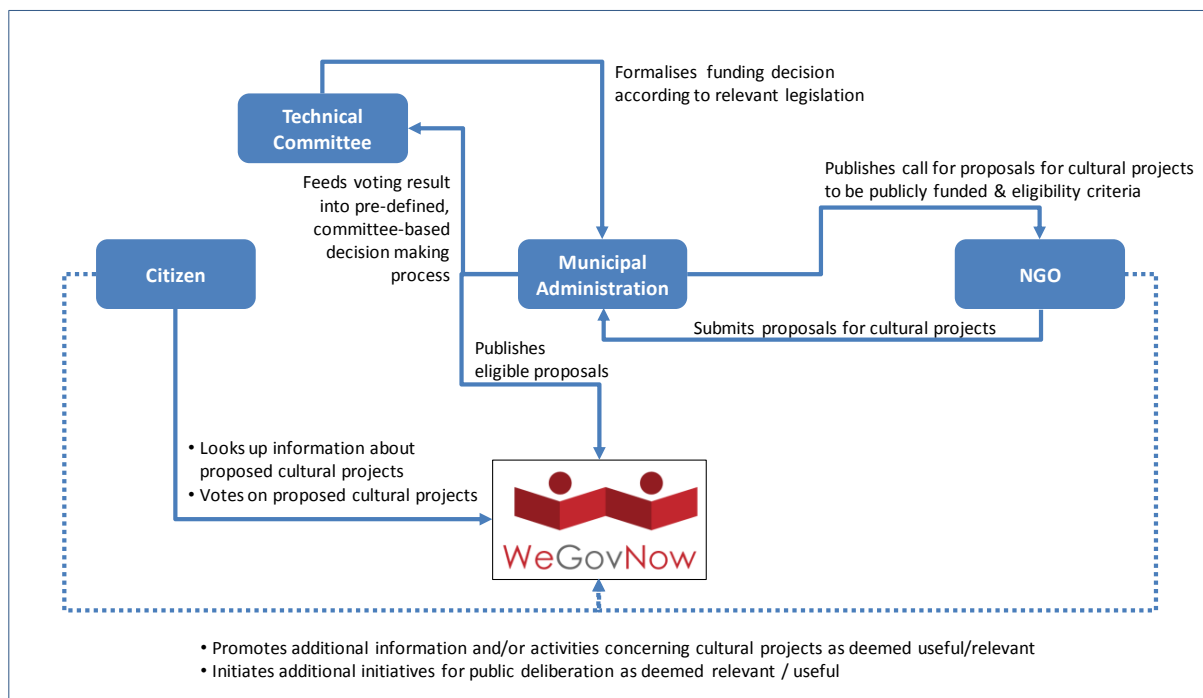 Formalises funding decision
according to relevant legislation
Technical
Committee
Publishes call for proposals for cultural projects
to be publicly funded & eligibility criteria
Feeds voting result
into pre-defined,
committee-based
decision making
process
Citizen
Municipal
Administration
NGO
Submits proposals for cultural projects
Publishes
eligible proposals
• Looks up information about
proposed cultural projects
• Votes on proposed cultural projects
WeGovNow
• Promotes additional information and/or activities concerning cultural projects as deemed useful/relevant
• Initiates additional initiatives for public deliberation as deemed relevant / useful